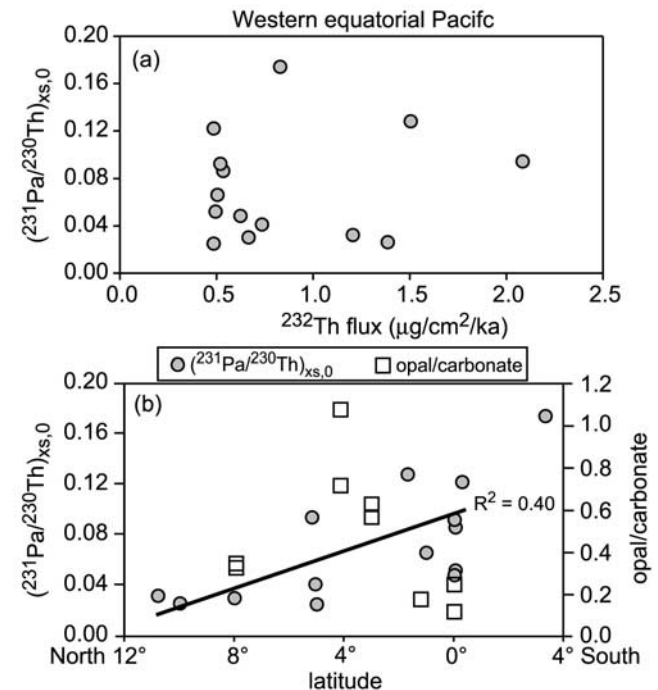 Western equatorial Pacifc
(a)
(²³¹Pa/²³⁰Th)xs,0
0.20
0.16
0.12
0.08
0.04
0.00
0.0 0.5 1.0 1.5 2.0 2.5
²³²Th flux (μg/cm²/ka)
(²³¹Pa/²³⁰Th)xs,0 opal/carbonate
(b)
(²³¹Pa/²³⁰Th)xs,0
0.20
0.16
0.12
0.08
0.04
0.00
1.2
1.0
0.8
0.6
0.4
0.2
0.0
opal/carbonate
R² = 0.40
North 12° 8° 4° 0° 4° South
latitude